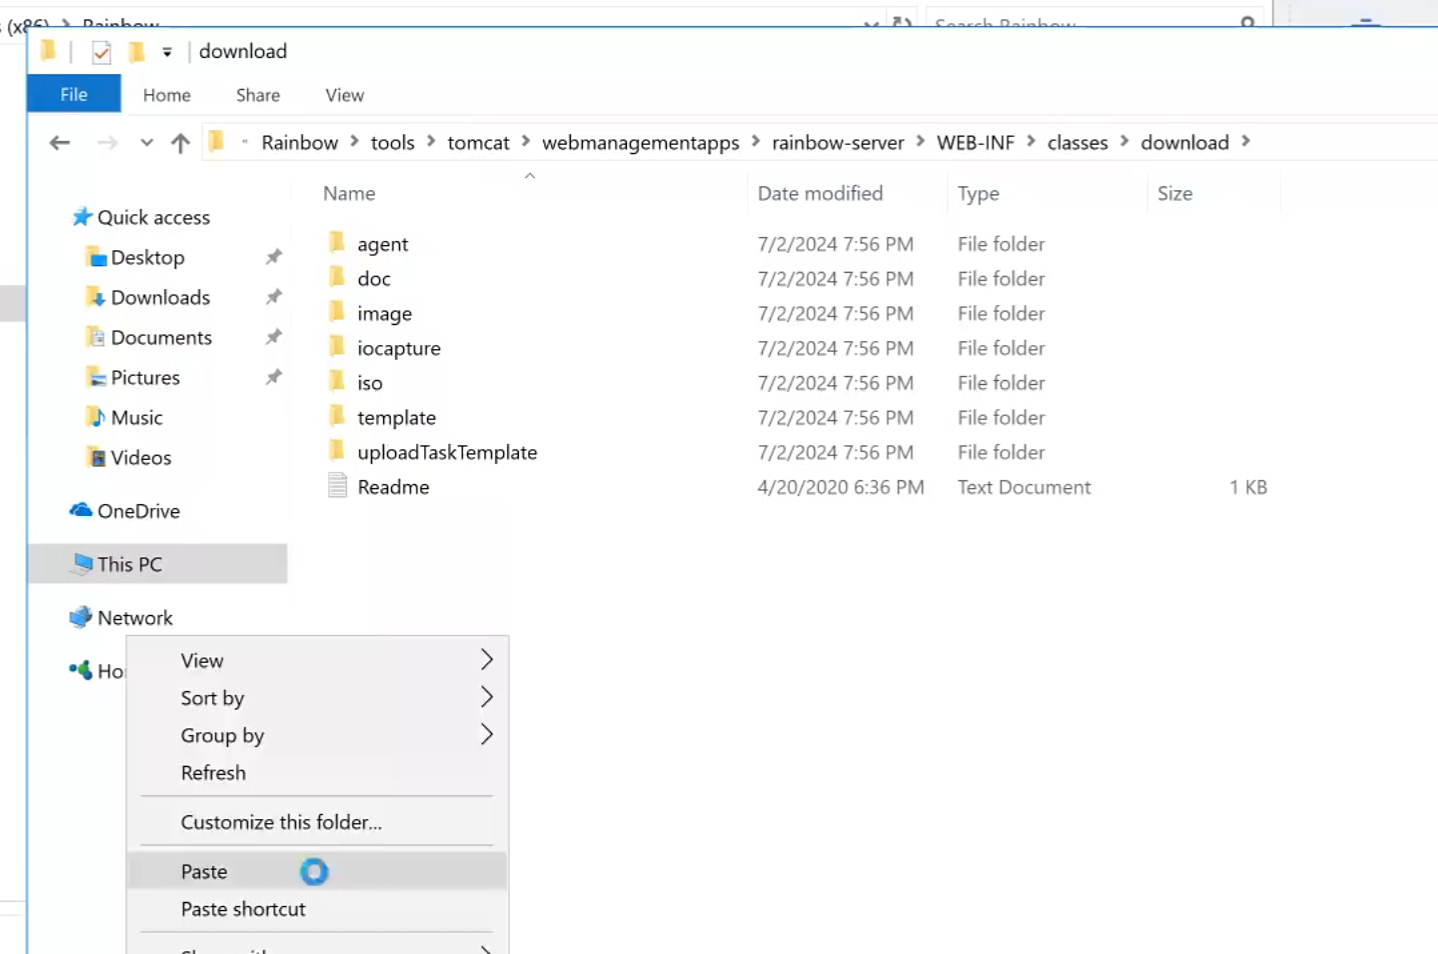 (x86) > Rainbow
Search Rainbow
download
File Home Share View
Rainbow > tools > tomcat > webmanagementapps > rainbow-server > WEB-INF > classes > download >
Name Date modified Type Size
Quick access
Desktop
Downloads
Documents
Pictures
Music
Videos
OneDrive
This PC
Network
agent 7/2/2024 7:56 PM File folder
doc 7/2/2024 7:56 PM File folder
image 7/2/2024 7:56 PM File folder
iocapture 7/2/2024 7:56 PM File folder
iso 7/2/2024 7:56 PM File folder
template 7/2/2024 7:56 PM File folder
uploadTaskTemplate 7/2/2024 7:56 PM File folder
Readme 4/20/2020 6:36 PM Text Document 1 KB
View
Sort by
Group by
Refresh
Customize this folder...
Paste
Paste shortcut